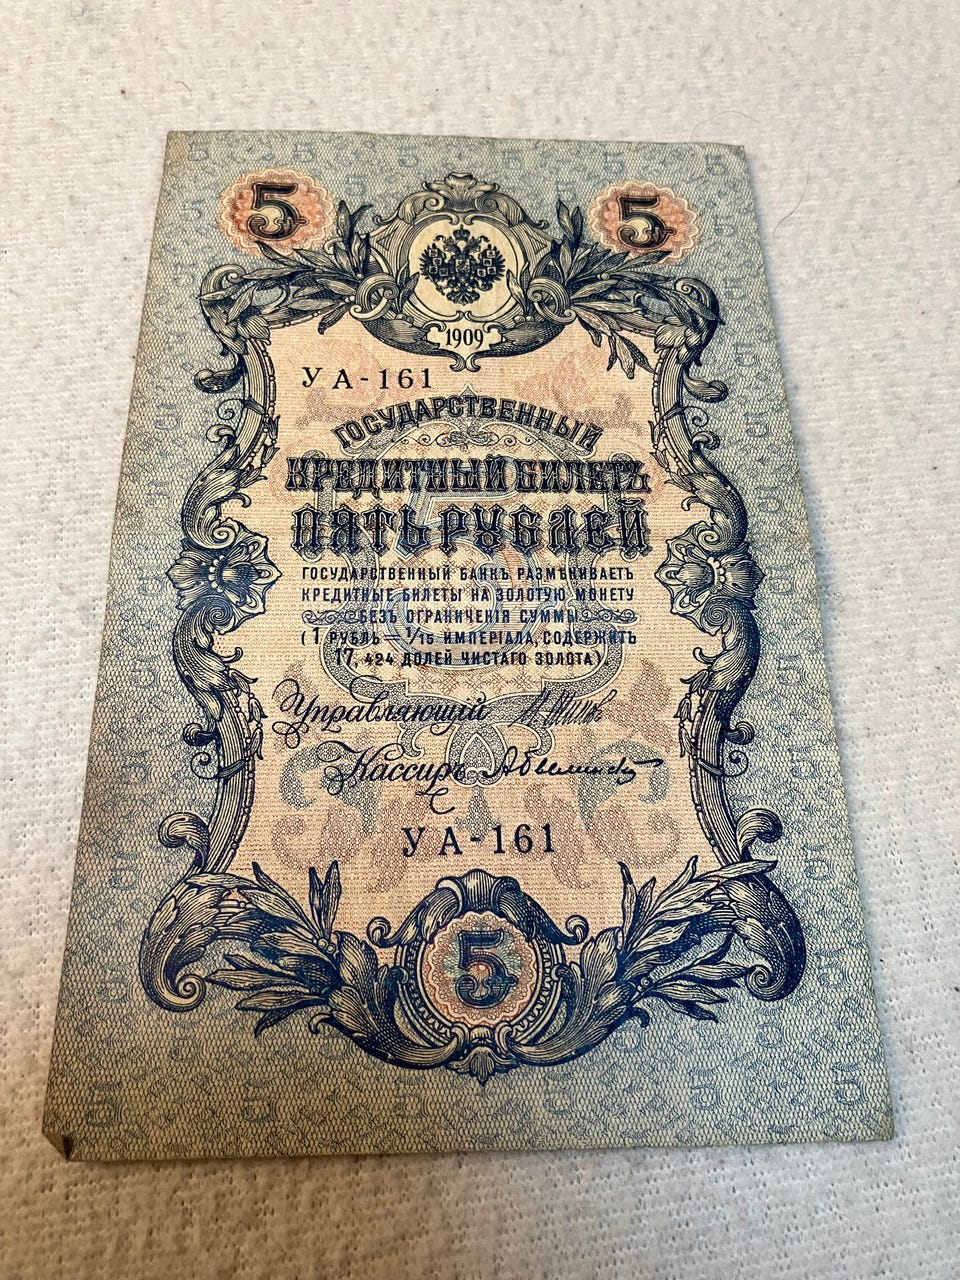 5 5
1909
УА-161
ГОСУДАРСТВЕННЫЙ
КРЕДИТНЫЙ БИЛЕТЪ
ПЯТЬ РУБЛЕЙ
ГОСУДАРСТВЕННЫЙ БАНКЪ РАЗМѢНИВАЕТЪ
КРЕДИТНЫЕ БИЛЕТЫ НА ЗОЛОТУЮ МОНЕТУ
БЕЗЪ ОГРАНИЧЕНІЯ СУММЫ
(1 РУБЛЬ = 1/15 ИМПЕРІАЛА, СОДЕРЖИТЪ
17,424 ДОЛЕЙ ЧИСТАГО ЗОЛОТА).
Управляющій
Кассиръ
УА-161
5